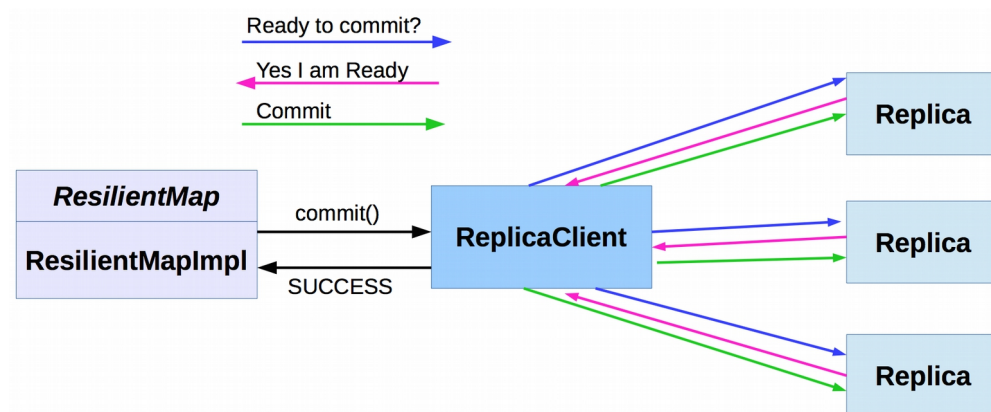 Ready to commit?
Yes I am Ready
Commit
Replica
ResilientMap
commit()
ReplicaClient
Replica
ResilientMapImpl
SUCCESS
Replica